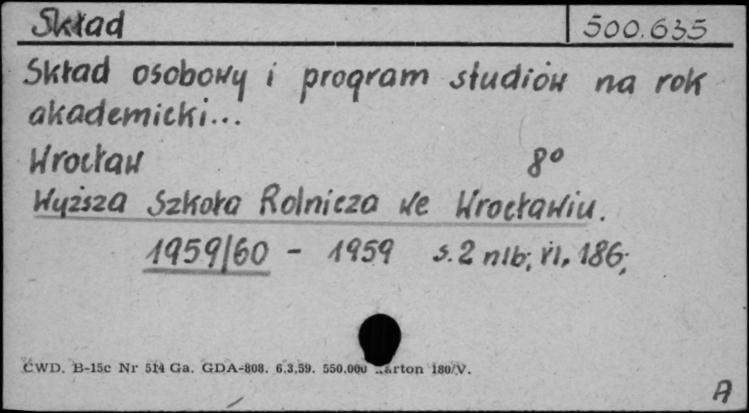 Skład 500.635
Skład osobowy i program studiów na rok
akademicki...
Wrocław 8°
Wyższa Szkoła Rolnicza we Wrocławiu.
1959/60 - 1959 s. 2 nlb, VI, 186;
CWD. B-15c Nr 514 Ga. GDA-808. 6.3.59. 550.000 Karton 180/V.
A